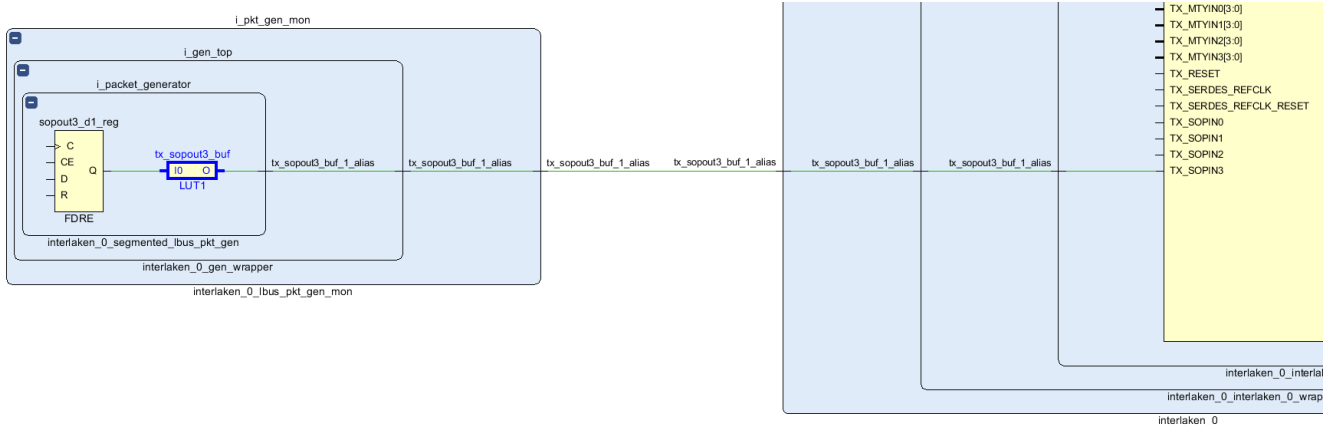 i_pkt_gen_mon
i_gen_top
i_packet_generator
sopout3_d1_reg
C
CE
D
R
Q
FDRE
tx_sopout3_buf
I0 O
LUT1
tx_sopout3_buf_1_alias
tx_sopout3_buf_1_alias
tx_sopout3_buf_1_alias
tx_sopout3_buf_1_alias
tx_sopout3_buf_1_alias
tx_sopout3_buf_1_alias
interlaken_0_segmented_lbus_pkt_gen
interlaken_0_gen_wrapper
interlaken_0_lbus_pkt_gen_mon
TX_MTYIN0[3:0]
TX_MTYIN1[3:0]
TX_MTYIN2[3:0]
TX_MTYIN3[3:0]
TX_RESET
TX_SERDES_REFCLK
TX_SERDES_REFCLK_RESET
TX_SOPIN0
TX_SOPIN1
TX_SOPIN2
TX_SOPIN3
interlaken_0_interla
interlaken_0_interlaken_0_wrap
interlaken_0